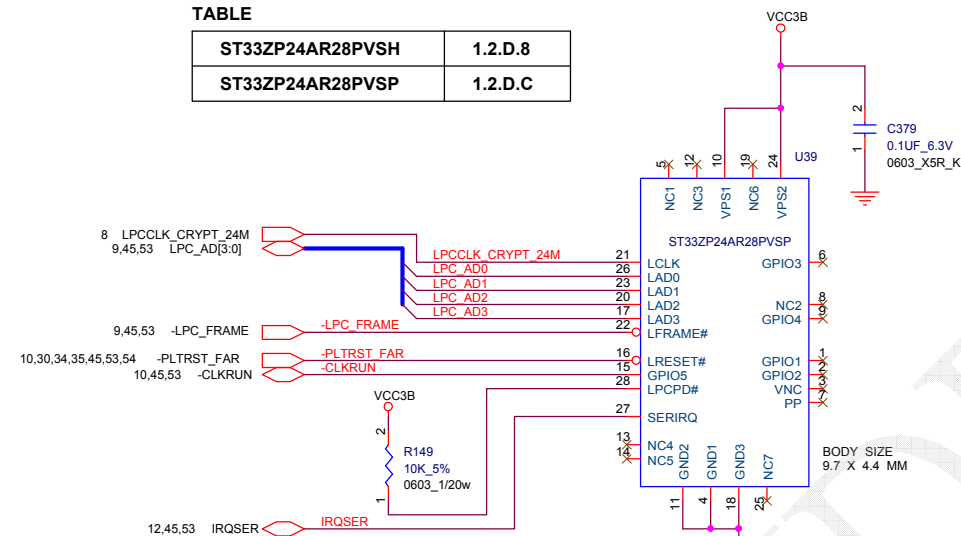 TABLE
ST33ZP24AR28PVSH 1.2.D.8
ST33ZP24AR28PVSP 1.2.D.C
VCC3B
2
1
C379
0.1UF_6.3V
0603_X5R_K
U39
5 12 10 19 24
NC1 NC3 VPS1 NC6 VPS2
ST33ZP24AR28PVSP
8 LPCCLK_CRYPT_24M
9,45,53 LPC_AD[3:0]
LPCCLK_CRYPT_24M 21 LCLK GPIO3 6
LPC_AD0 26 LAD0
LPC_AD1 23 LAD1
LPC_AD2 20 LAD2 NC2 8
LPC_AD3 17 LAD3 GPIO4 9
9,45,53 -LPC_FRAME -LPC_FRAME 22 LFRAME#
10,30,34,35,45,53,54 -PLTRST_FAR -PLTRST_FAR 16 LRESET# GPIO1 1
10,45,53 -CLKRUN -CLKRUN 15 GPIO5 GPIO2 2
28 LPCPD# VNC 3
PP 7
VCC3B
27 SERIRQ
2
R149
10K_5%
0603_1/20w
1
13 NC4
14 NC5
GND2 GND1 GND3 NC7
11 4 18 25
BODY SIZE
9.7 X 4.4 MM
12,45,53 IRQSER IRQSER